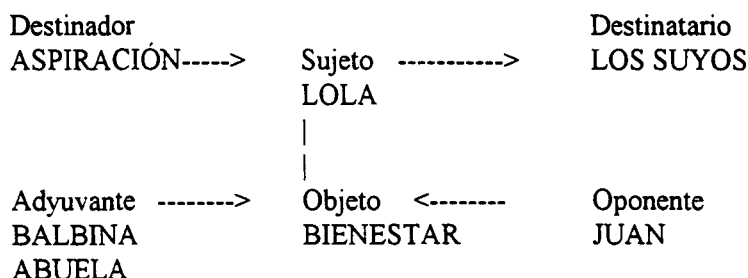 Destinador Destinatario
ASPIRACIÓN-----> Sujeto -----------> LOS SUYOS
LOLA
|
|
Adyuvante --------> Objeto <-------- Oponente
BALBINA BIENESTAR JUAN
ABUELA